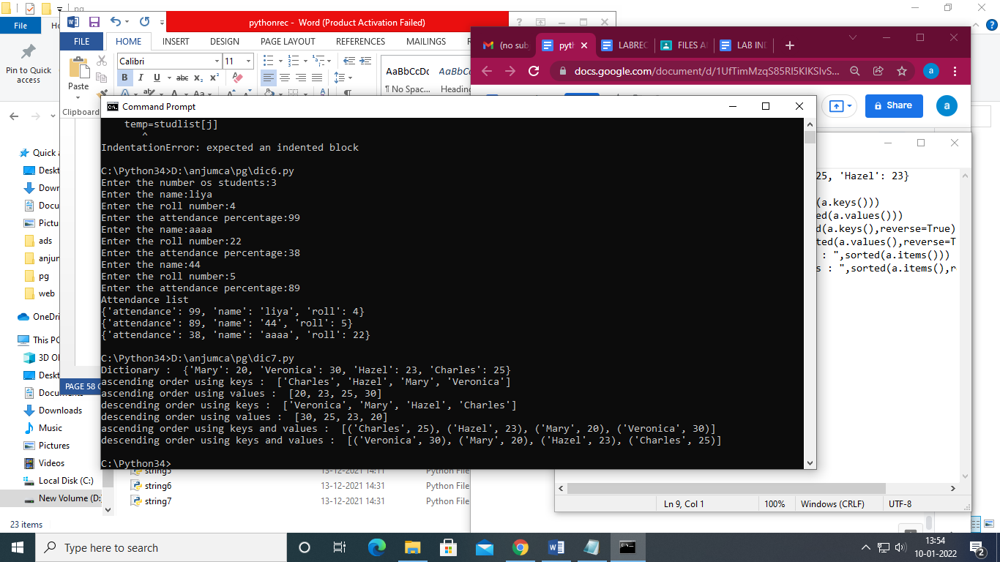 pg
File
Ho
Pin to Quick
access
pythonrec - Word (Product Activation Failed)
FILE HOME INSERT DESIGN PAGE LAYOUT REFERENCES MAILINGS
Calibri 11
Paste
B I U abc x₂ x²
Clipboard
AaBbCcDc AaBbC
¶ No Spac... Heading
PAGE 58
(no sub pyth LABREC FILES A LAB IND
docs.google.com/document/d/1UfTimMzqS85RI5KIKSIvS...
a
Share
a
Command Prompt
temp=studlist[j]
^
IndentationError: expected an indented block
C:\Python34>D:\anjumca\pg\dic6.py
Enter the number os students:3
Enter the name:liya
Enter the roll number:4
Enter the attendance percentage:99
Enter the name:aaaa
Enter the roll number:22
Enter the attendance percentage:38
Enter the name:44
Enter the roll number:5
Enter the attendance percentage:89
Attendance list
{'attendance': 99, 'name': 'liya', 'roll': 4}
{'attendance': 89, 'name': '44', 'roll': 5}
{'attendance': 38, 'name': 'aaaa', 'roll': 22}
C:\Python34>D:\anjumca\pg\dic7.py
Dictionary :  {'Mary': 20, 'Veronica': 30, 'Hazel': 23, 'Charles': 25}
ascending order using keys :  ['Charles', 'Hazel', 'Mary', 'Veronica']
ascending order using values :  [20, 23, 25, 30]
descending order using keys :  ['Veronica', 'Mary', 'Hazel', 'Charles']
descending order using values :  [30, 25, 23, 20]
ascending order using keys and values :  [('Charles', 25), ('Hazel', 23), ('Mary', 20), ('Veronica', 30)]
descending order using keys and values :  [('Veronica', 30), ('Mary', 20), ('Hazel', 23), ('Charles', 25)]
C:\Python34>
25, 'Hazel': 23}
(a.keys()))
ed(a.values()))
d(a.keys(),reverse=True)
ted(a.values(),reverse=T
: ",sorted(a.items()))
s : ",sorted(a.items(),r
Ln 9, Col 1 100% Windows (CRLF) UTF-8
Quick a
Deskt
Down
Docu
Pictu
ads
anjun
pg
web
OneDri
This PC
3D Ol
Deskt
Documents
Downloads
Music
Pictures
Videos
Local Disk (C:)
New Volume (D:
string5 13-12-2021 14:11 Python File
string6 13-12-2021 14:31 Python File
string7 13-12-2021 14:31 Python File
23 items
Type here to search
13:54
10-01-2022
2